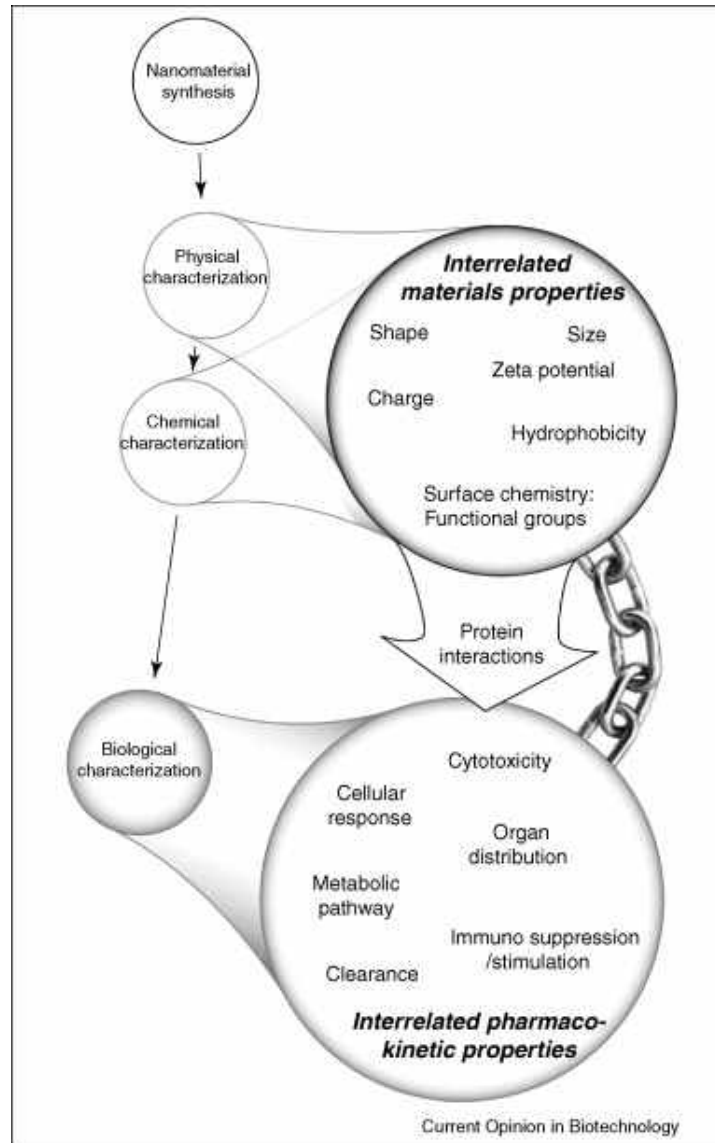 Nanomaterial
synthesis
Physical
characterization
Chemical
characterization
Interrelated
materials properties
Shape
Size
Zeta potential
Charge
Hydrophobicity
Surface chemistry:
Functional groups
Protein
interactions
Biological
characterization
Cytotoxicity
Cellular
response
Organ
distribution
Metabolic
pathway
Immuno suppression
/stimulation
Clearance
Interrelated pharmaco-
kinetic properties
Current Opinion in Biotechnology